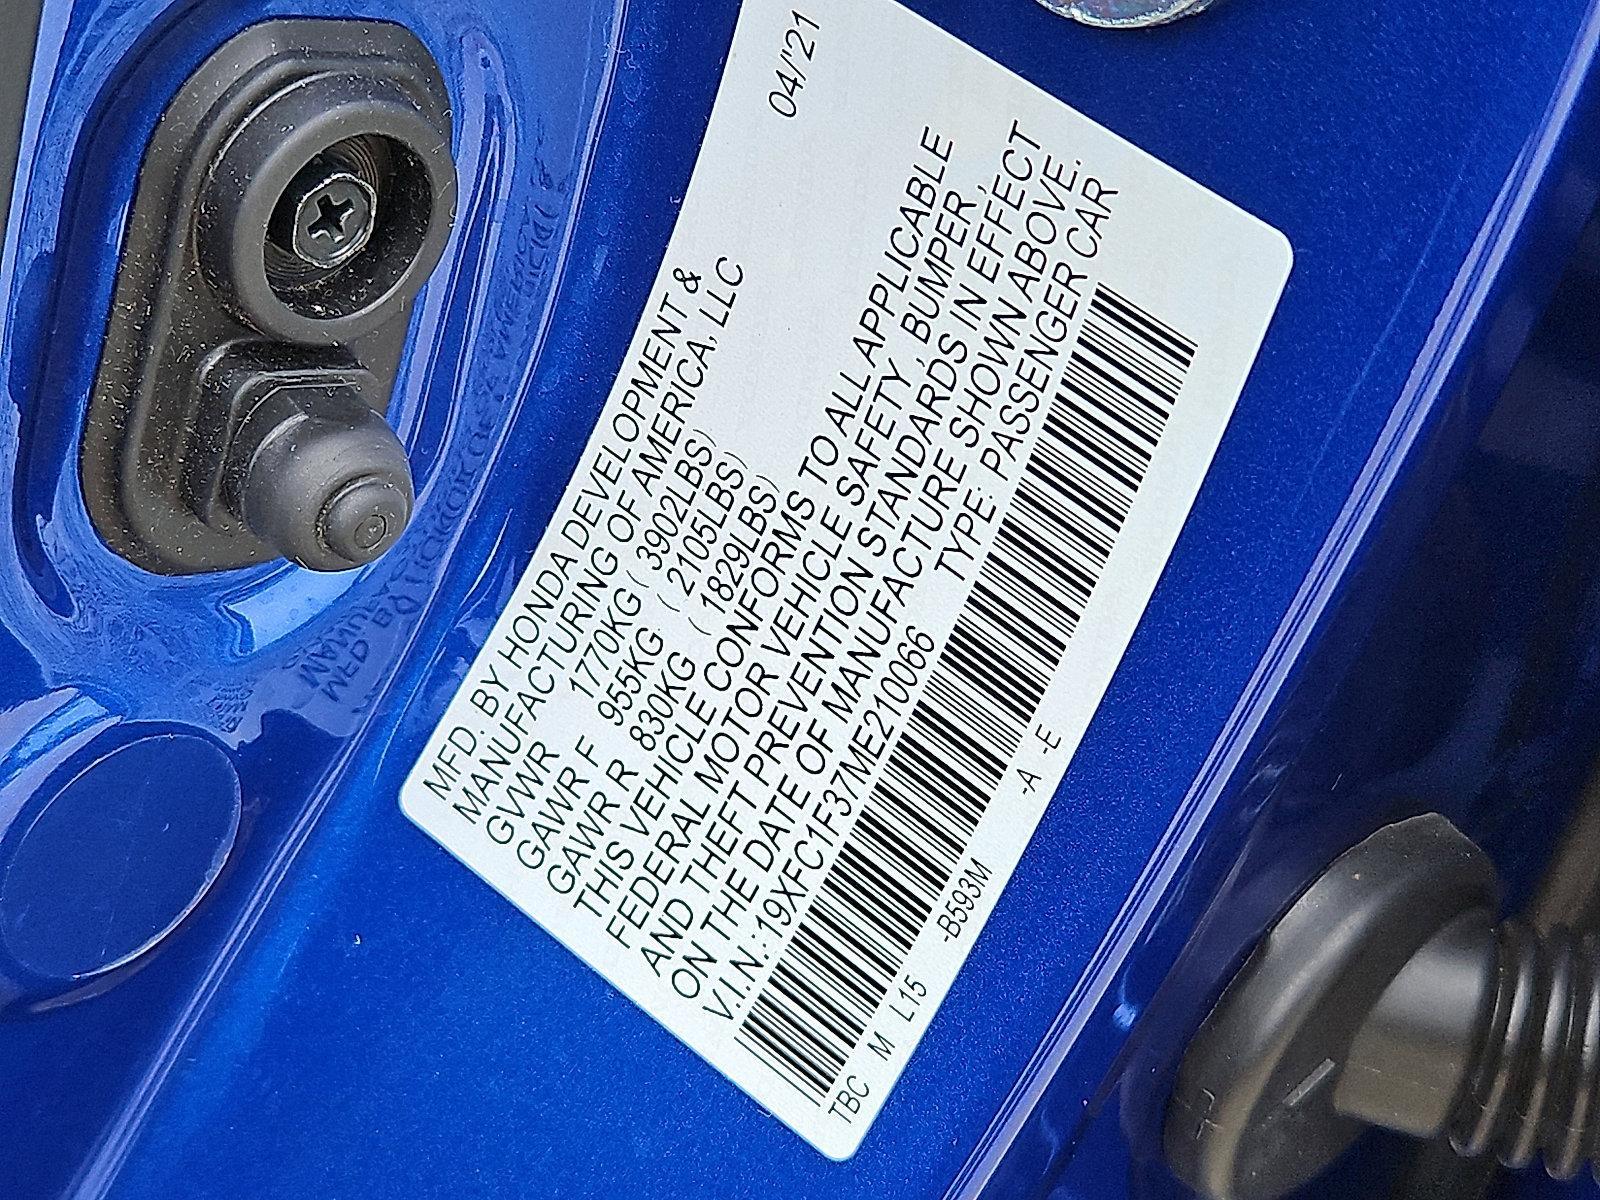 MFD. BY HONDA DEVELOPMENT &
MANUFACTURING OF AMERICA, LLC
04/'21
GVWR 1770KG ( 3902LBS)
GAWR F 955KG ( 2105LBS)
GAWR R 830KG ( 1829LBS)
THIS VEHICLE CONFORMS TO ALL APPLICABLE
FEDERAL MOTOR VEHICLE SAFETY, BUMPER,
AND THEFT PREVENTION STANDARDS IN EFFECT
ON THE DATE OF MANUFACTURE SHOWN ABOVE.
V.I.N.:19XFC1F37ME210066 TYPE: PASSENGER CAR
TBC M L15 -B593M -A -E